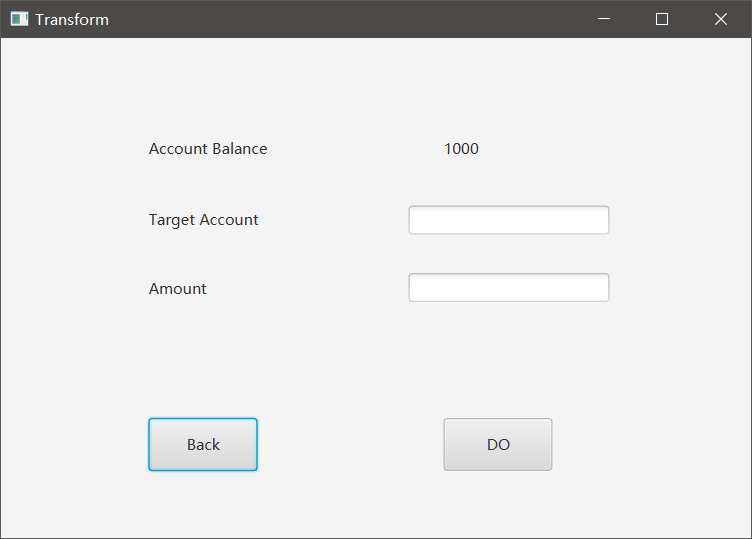 Transform
Account Balance 1000
Target Account
Amount
Back DO